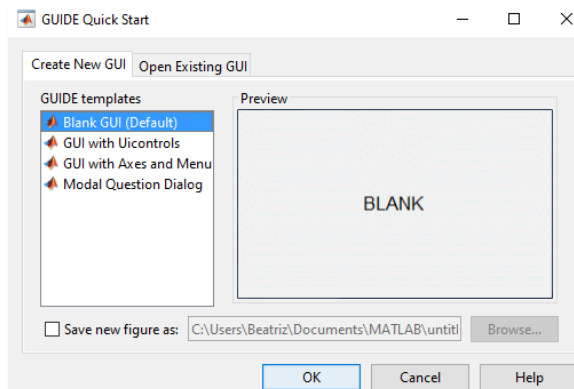 GUIDE Quick Start
Create New GUI Open Existing GUI
GUIDE templates
Blank GUI (Default)
GUI with Uicontrols
GUI with Axes and Menu
Modal Question Dialog
Preview
BLANK
Save new figure as: C:\Users\Beatriz\Documents\MATLAB\untitl Browse...
OK Cancel Help